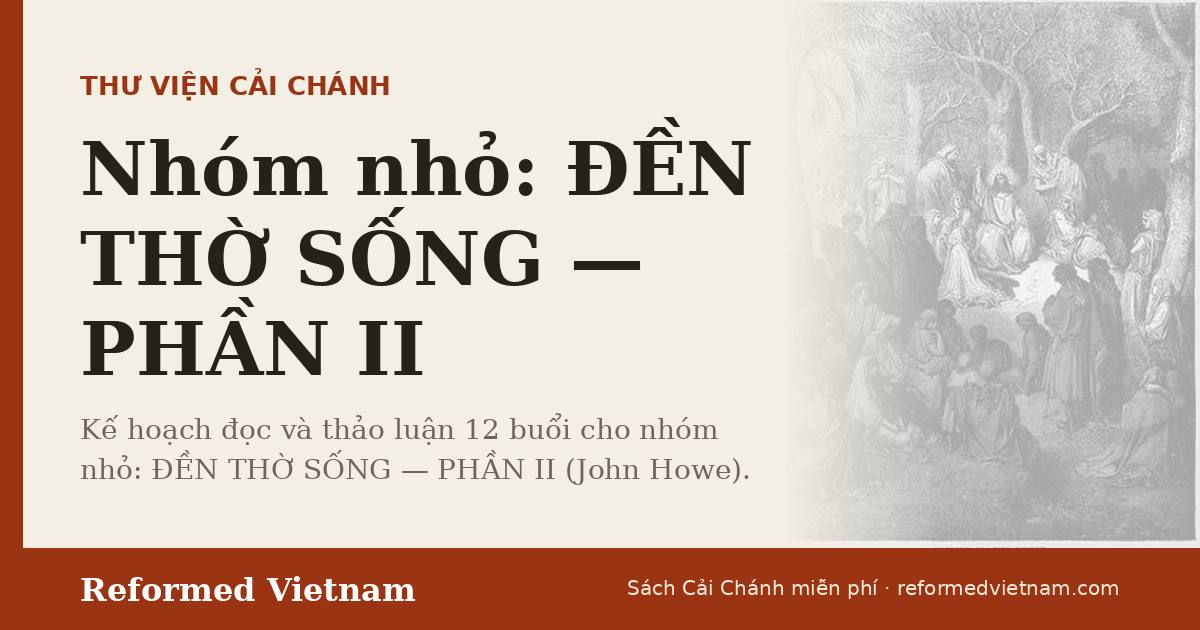 THƯ VIỆN CẢI CHÁNH
Nhóm nhỏ: ĐỀN
THỜ SỐNG —
PHẦN II
Kế hoạch đọc và thảo luận 12 buổi cho nhóm
nhỏ: ĐỀN THỜ SỐNG — PHẦN II (John Howe).
Reformed Vietnam
Sách Cải Chánh miễn phí · reformedvietnam.com